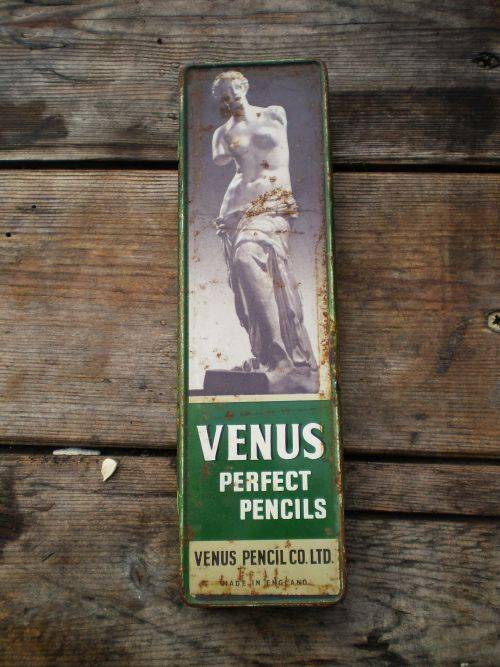 VENUS
PERFECT
PENCILS
VENUS PENCIL CO. LTD.
MADE IN ENGLAND